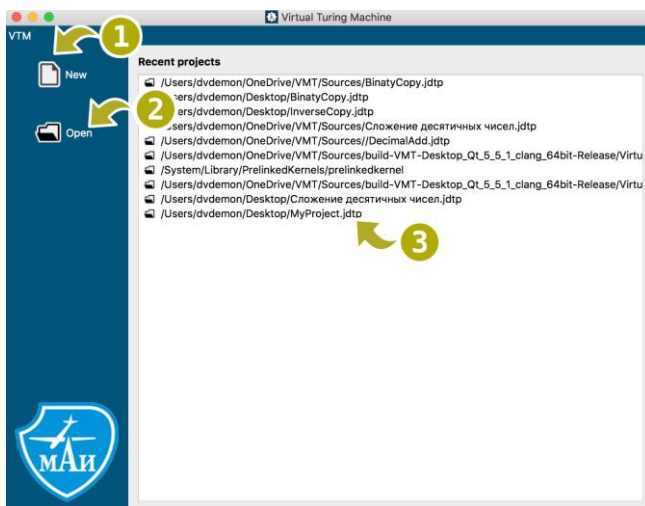 Virtual Turing Machine
VTM
1
New
2
Open
Recent projects
/Users/dvdemon/OneDrive/VMT/Sources/BinatyCopy.jdtp
ers/dvdemon/Desktop/BinatyCopy.jdtp
ers/dvdemon/Desktop/InverseCopy.jdtp
sers/dvdemon/OneDrive/VMT/Sources/Сложение десятичных чисел.jdtp
/Users/dvdemon/OneDrive/VMT/Sources//DecimalAdd.jdtp
/Users/dvdemon/OneDrive/VMT/Sources/build-VMT-Desktop_Qt_5_5_1_clang_64bit-Release/Virtu
/System/Library/PrelinkedKernels/prelinkedkernel
/Users/dvdemon/OneDrive/VMT/Sources/build-VMT-Desktop_Qt_5_5_1_clang_64bit-Release/Virtu
/Users/dvdemon/Desktop/Сложение десятичных чисел.jdtp
/Users/dvdemon/Desktop/MyProject.jdtp
3
МАИ